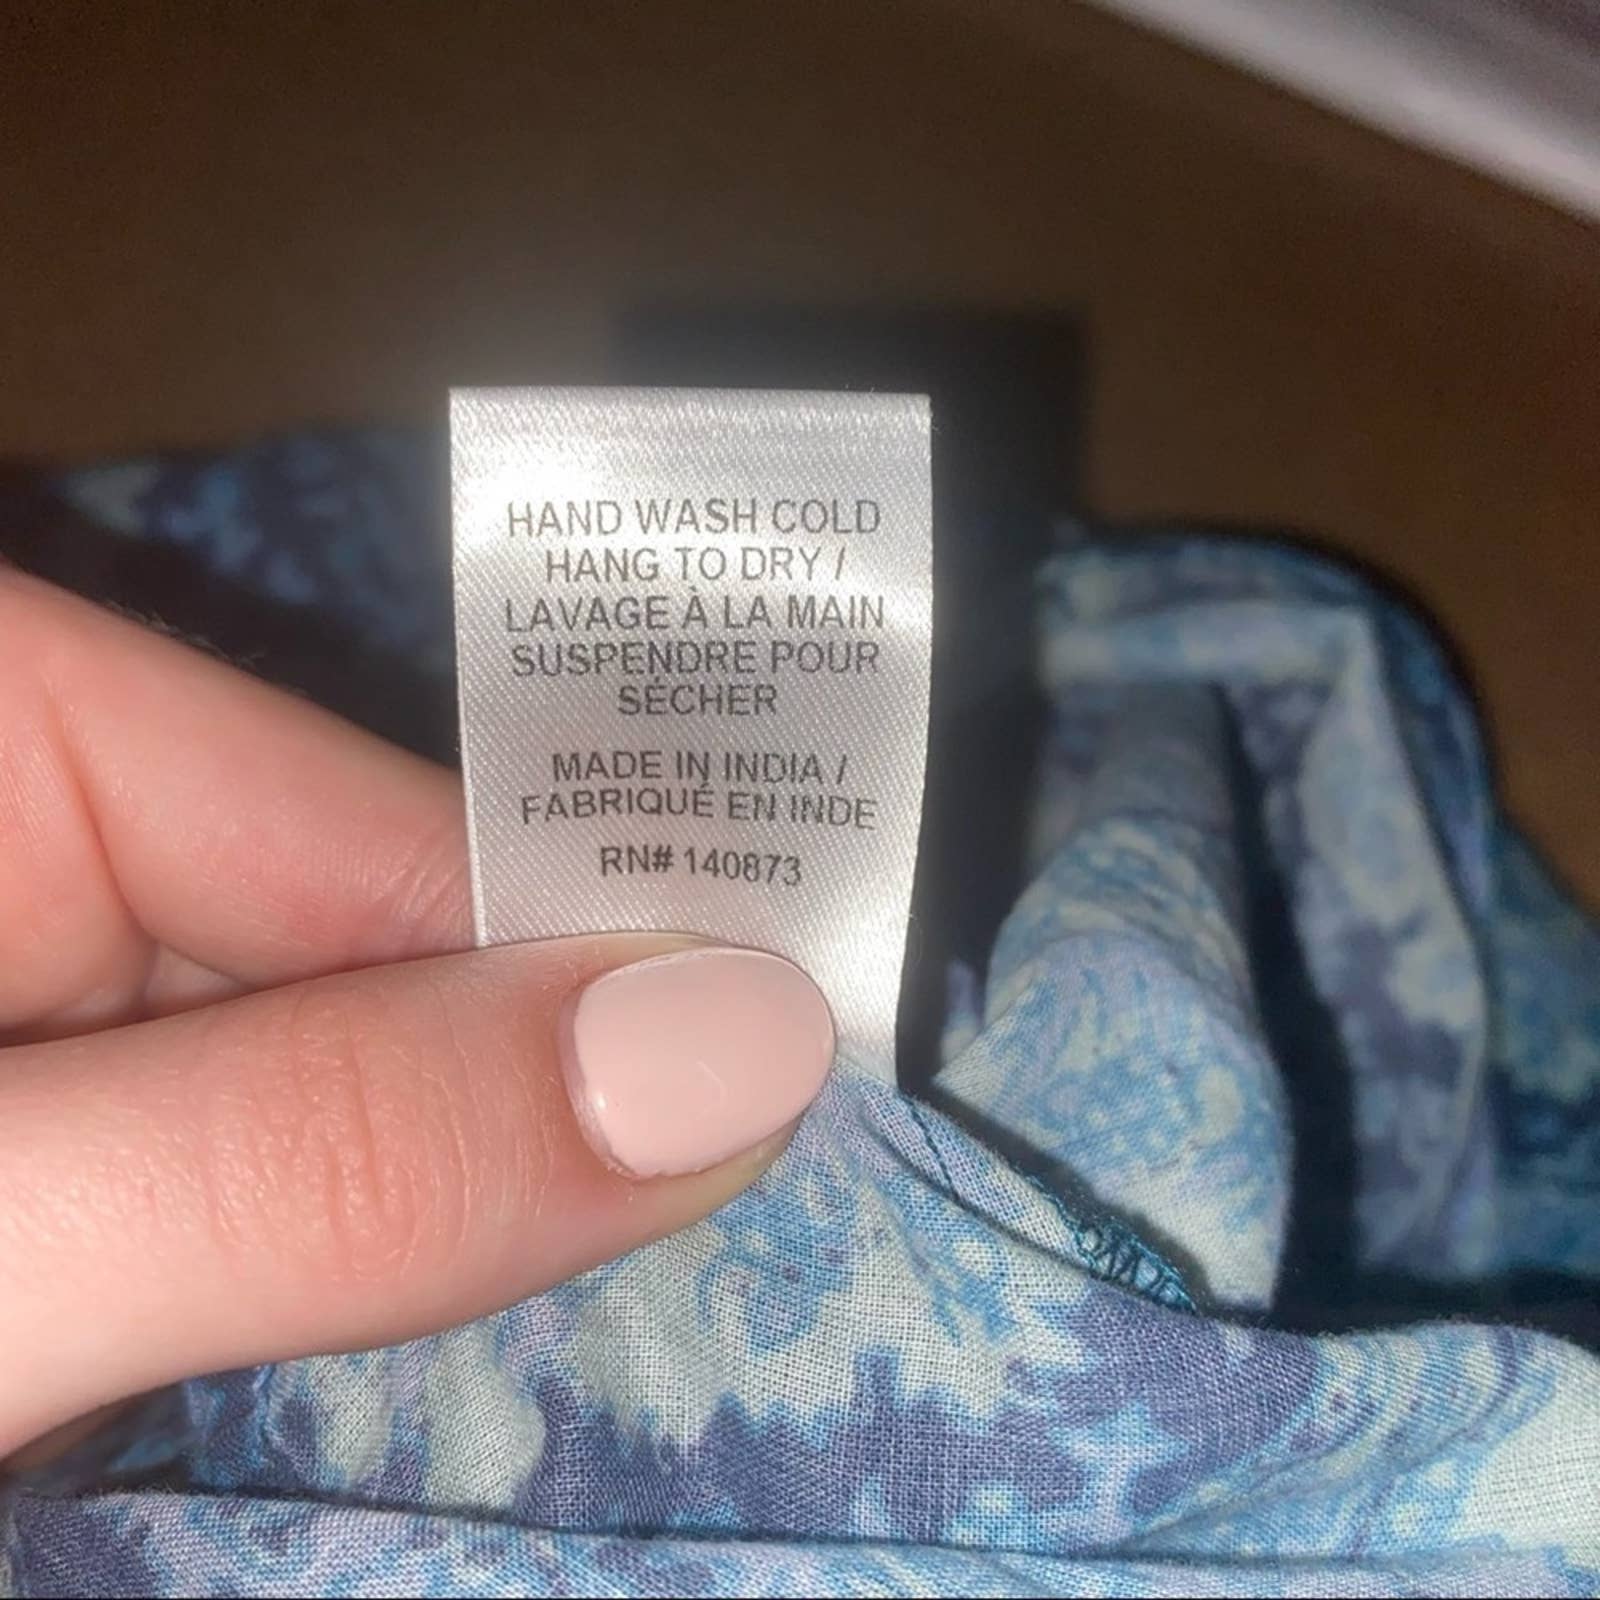 HAND WASH COLD
HANG TO DRY /
LAVAGE À LA MAIN
SUSPENDRE POUR
SÉCHER
MADE IN INDIA /
FABRIQUÉ EN INDE
RN# 140873